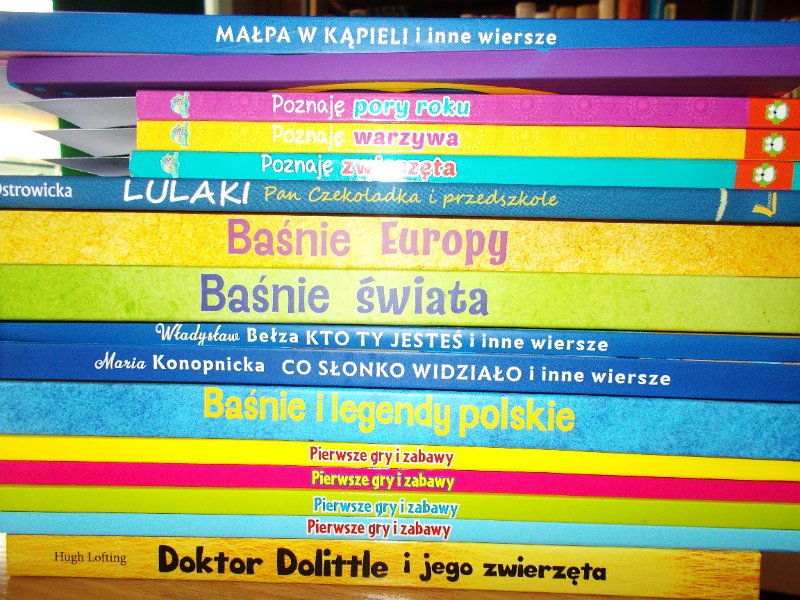 MAŁPA W KĄPIELI i inne wiersze
Poznaję pory roku
Poznaję warzywa
Poznaję zwierzęta
Ostrowicka LULAKI Pan Czekoladka i przedszkole
Baśnie Europy
Baśnie świata
Władysław Bełza KTO TY JESTEŚ i inne wiersze
Maria Konopnicka CO SŁONKO WIDZIAŁO i inne wiersze
Baśnie i legendy polskie
Pierwsze gry i zabawy
Pierwsze gry i zabawy
Pierwsze gry i zabawy
Pierwsze gry i zabawy
Hugh Lofting Doktor Dolittle i jego zwierzęta